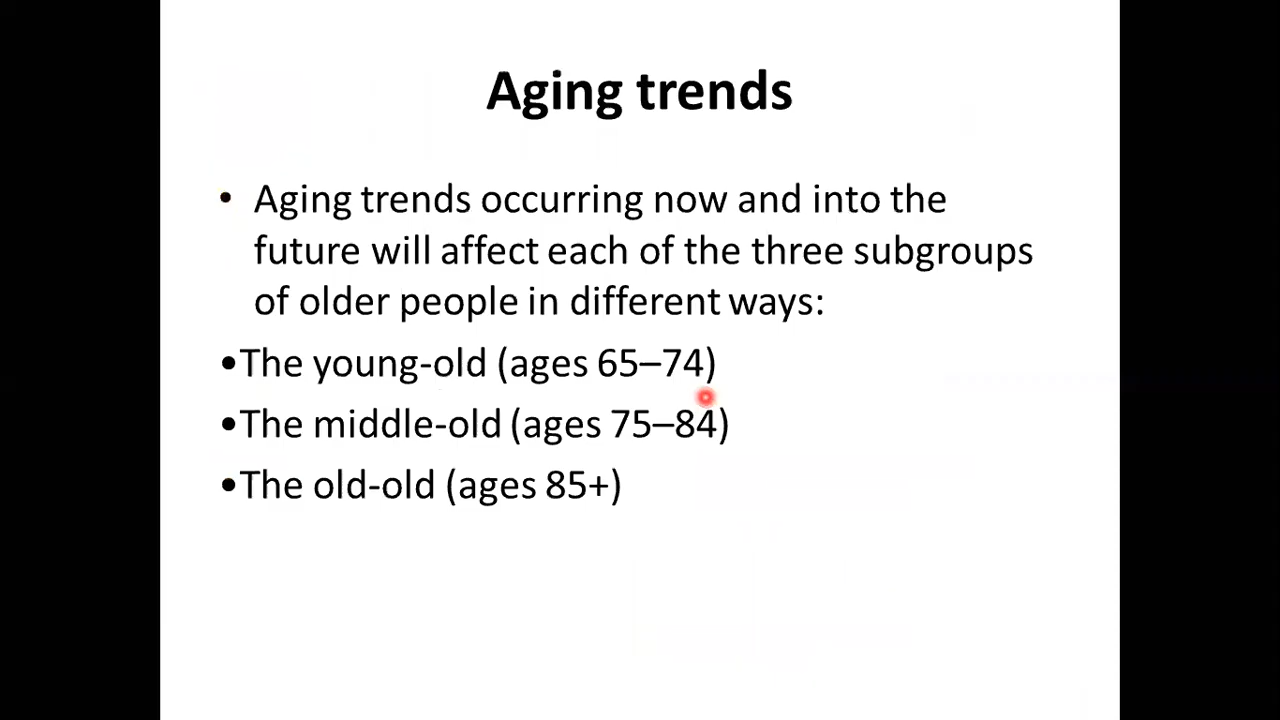 Aging trends
• Aging trends occurring now and into the
future will affect each of the three subgroups
of older people in different ways:
•The young-old (ages 65–74)
•The middle-old (ages 75–84)
•The old-old (ages 85+)